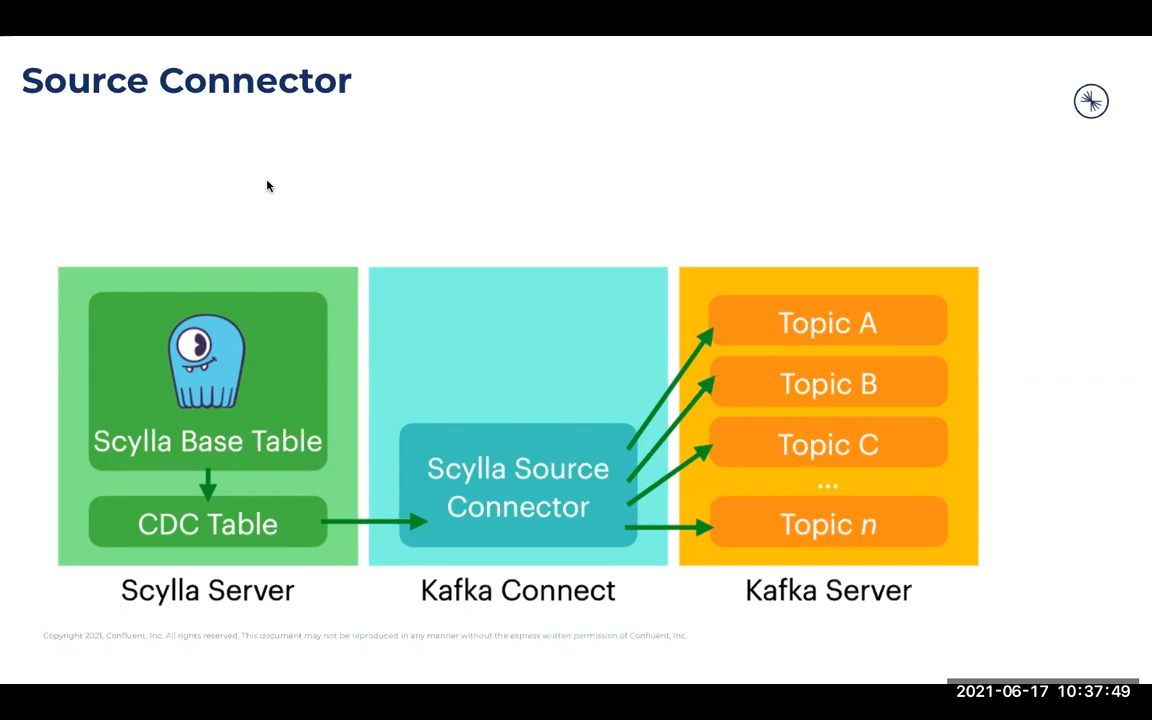 Source Connector
Scylla Base Table
CDC Table
Scylla Server
Scylla Source
Connector
Kafka Connect
Topic A
Topic B
Topic C
...
Topic n
Kafka Server
Copyright 2021, Confluent, Inc. All rights reserved. This document may not be reproduced in any manner without the express written permission of Confluent, Inc.
2021-06-17 10:37:49